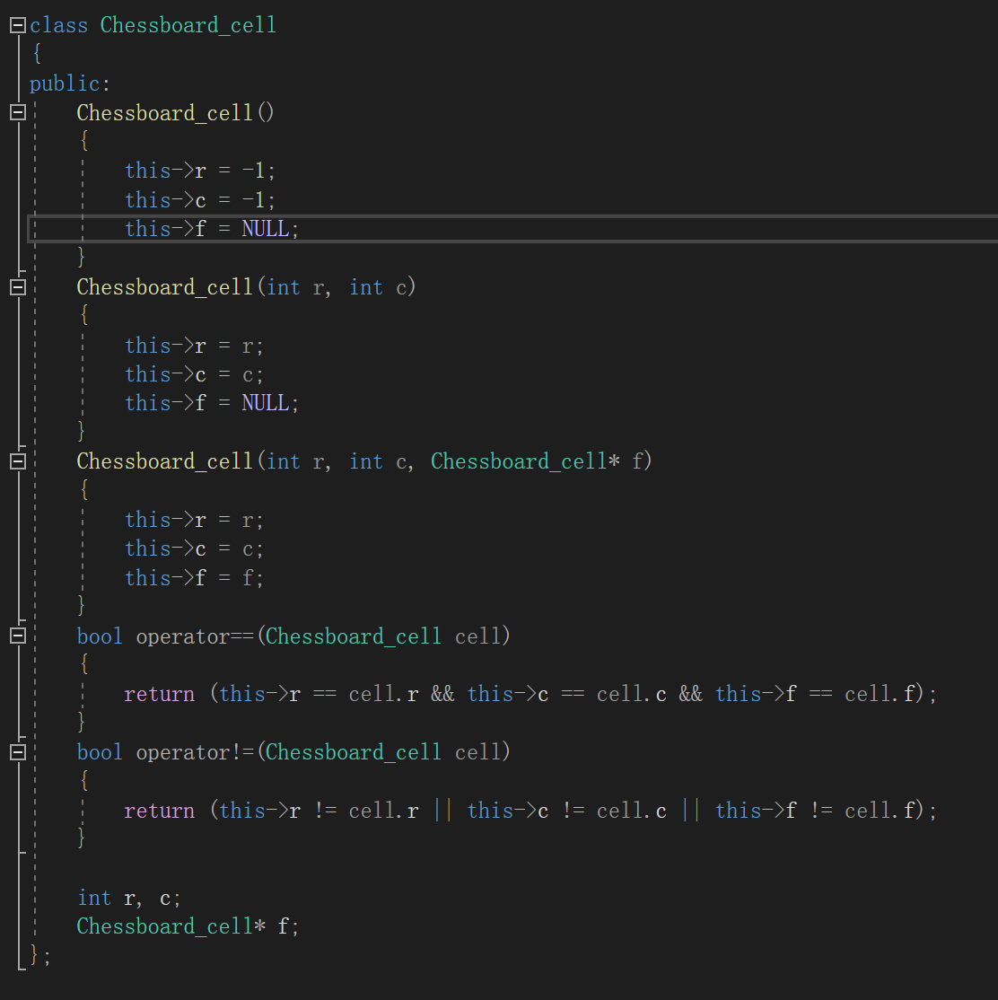 class Chessboard_cell
{
public:
    Chessboard_cell()
    {
        this->r = -1;
        this->c = -1;
        this->f = NULL;
    }
    Chessboard_cell(int r, int c)
    {
        this->r = r;
        this->c = c;
        this->f = NULL;
    }
    Chessboard_cell(int r, int c, Chessboard_cell* f)
    {
        this->r = r;
        this->c = c;
        this->f = f;
    }
    bool operator==(Chessboard_cell cell)
    {
        return (this->r == cell.r && this->c == cell.c && this->f == cell.f);
    }
    bool operator!=(Chessboard_cell cell)
    {
        return (this->r != cell.r || this->c != cell.c || this->f != cell.f);
    }

    int r, c;
    Chessboard_cell* f;
};